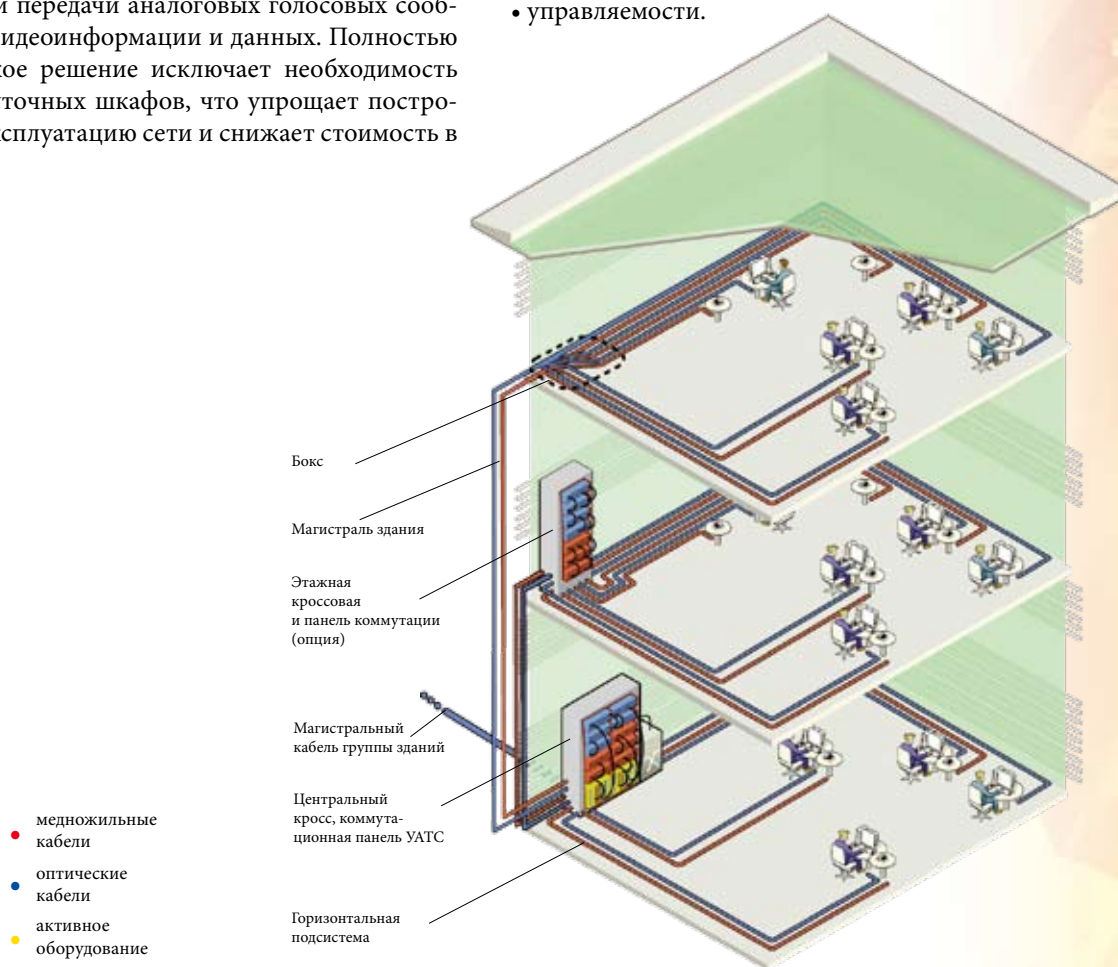 и передачи аналоговых голосовых сооб-
идеоинформации и данных. Полностью
кое решение исключает необходимость
уточных шкафов, что упрощает постро-
ксплуатацию сети и снижает стоимость в
• управляемости.
Бокс
Магистраль здания
Этажная
кроссовая
и панель коммутации
(опция)
Магистральный
кабель группы зданий
Центральный
кросс, коммута-
ционная панель УАТС
Горизонтальная
подсистема
• медножильные
кабели
• оптические
кабели
• активное
оборудование